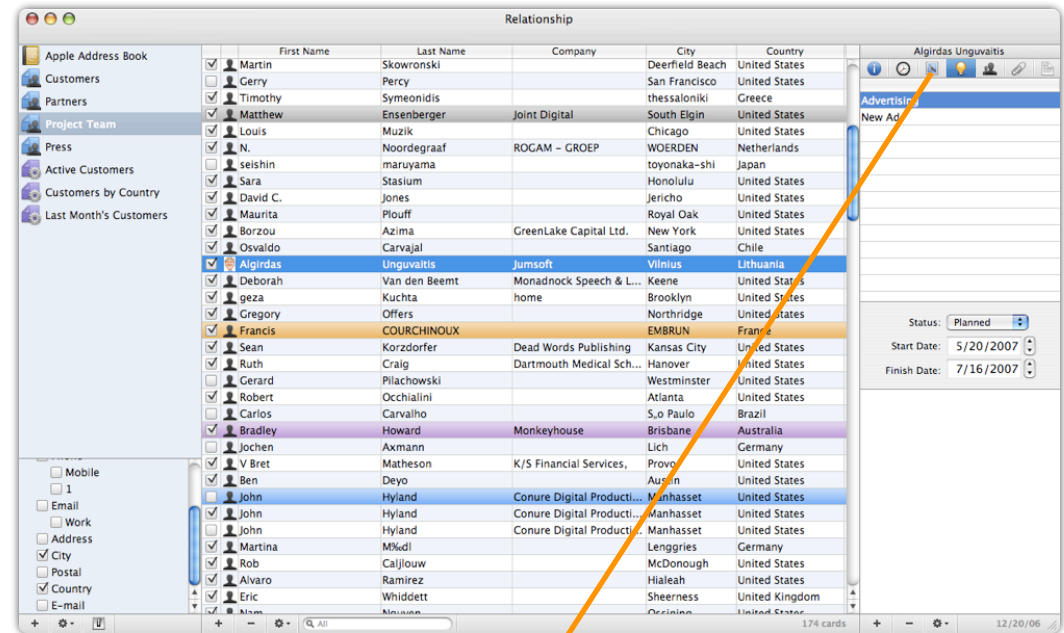 Relationship
Apple Address Book
Customers
Partners
Project Team
Press
Active Customers
Customers by Country
Last Month's Customers
Mobile
1
Email
Work
Address
City
Postal
Country
E-mail
First Name Last Name Company City Country
Martin Skowronski Deerfield Beach United States
Gerry Percy San Francisco United States
Timothy Symeonidis thessaloniki Greece
Matthew Ensenberger Joint Digital South Elgin United States
Louis Muzik Chicago United States
N. Noordegraaf ROGAM – GROEP WOERDEN Netherlands
seishin maruyama toyonaka-shi Japan
Sara Stasium Honolulu United States
David C. Jones Jericho United States
Maurita Plouff Royal Oak United States
Borzou Azima GreenLake Capital Ltd. New York United States
Osvaldo Carvajal Santiago Chile
Algirdas Unguvaitis Jumsoft Vilnius Lithuania
Deborah Van den Beemt Monadnock Speech & L... Keene United States
geza Kuchta home Brooklyn United States
Gregory Offers Northridge United States
Francis COURCHINOUX EMBRUN France
Sean Korzdorfer Dead Words Publishing Kansas City United States
Ruth Craig Dartmouth Medical Sch... Hanover United States
Gerard Pilachowski Westminster United States
Robert Occhialini Atlanta United States
Carlos Carvalho S,o Paulo Brazil
Bradley Howard Monkeyhouse Brisbane Australia
Jochen Axmann Lich Germany
V Bret Matheson K/S Financial Services, Provo United States
Ben Deyo Austin United States
John Hyland Conure Digital Producti... Manhasset United States
John Hyland Conure Digital Producti... Manhasset United States
John Hyland Conure Digital Producti... Manhasset United States
Martina M‰dl Lenggries Germany
Rob Caljlouw McDonough United States
Alvaro Ramirez Hialeah United States
Eric Whiddett Sheerness United Kingdom
All
174 cards
Algirdas Unguvaitis
Advertising
New Ad
Status: Planned
Start Date: 5/20/2007
Finish Date: 7/16/2007
12/20/06